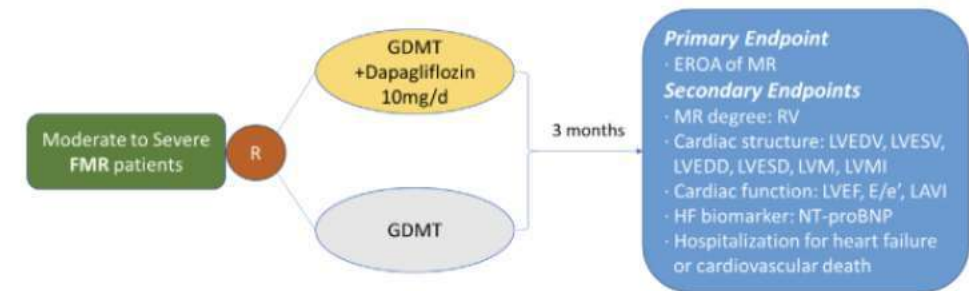 Moderate to Severe
FMR patients
R
GDMT
+Dapagliflozin
10mg/d
GDMT
3 months
Primary Endpoint
· EROA of MR
Secondary Endpoints
· MR degree: RV
· Cardiac structure: LVEDV, LVESV,
LVEDD, LVESD, LVM, LVMI
· Cardiac function: LVEF, E/e’, LAVI
· HF biomarker: NT-proBNP
· Hospitalization for heart failure
or cardiovascular death